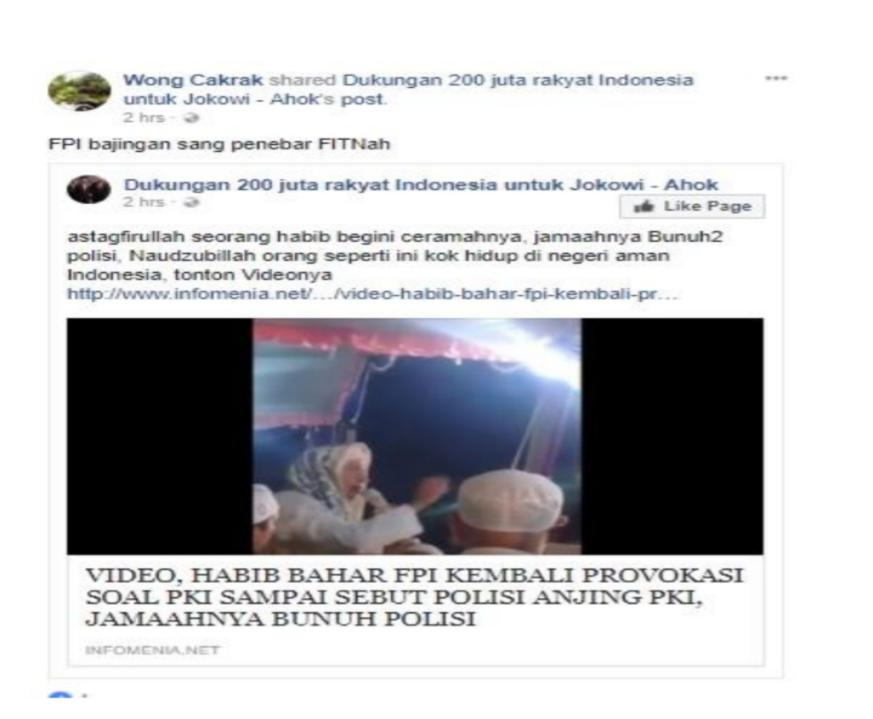 Wong Cakrak shared Dukungan 200 juta rakyat Indonesia
untuk Jokowi - Ahok's post.
2 hrs ·
FPI bajingan sang penebar FITNah
Dukungan 200 juta rakyat Indonesia untuk Jokowi - Ahok
2 hrs ·
Like Page
astagfirullah seorang habib begini ceramahnya, jamaahnya Bunuh2
polisi, Naudzubillah orang seperti ini kok hidup di negeri aman
Indonesia, tonton Videonya
http://www.infomenia.net/.../video-habib-bahar-fpi-kembali-pr...
VIDEO, HABIB BAHAR FPI KEMBALI PROVOKASI
SOAL PKI SAMPAI SEBUT POLISI ANJING PKI,
JAMAAHNYA BUNUH POLISI
INFOMENIA.NET